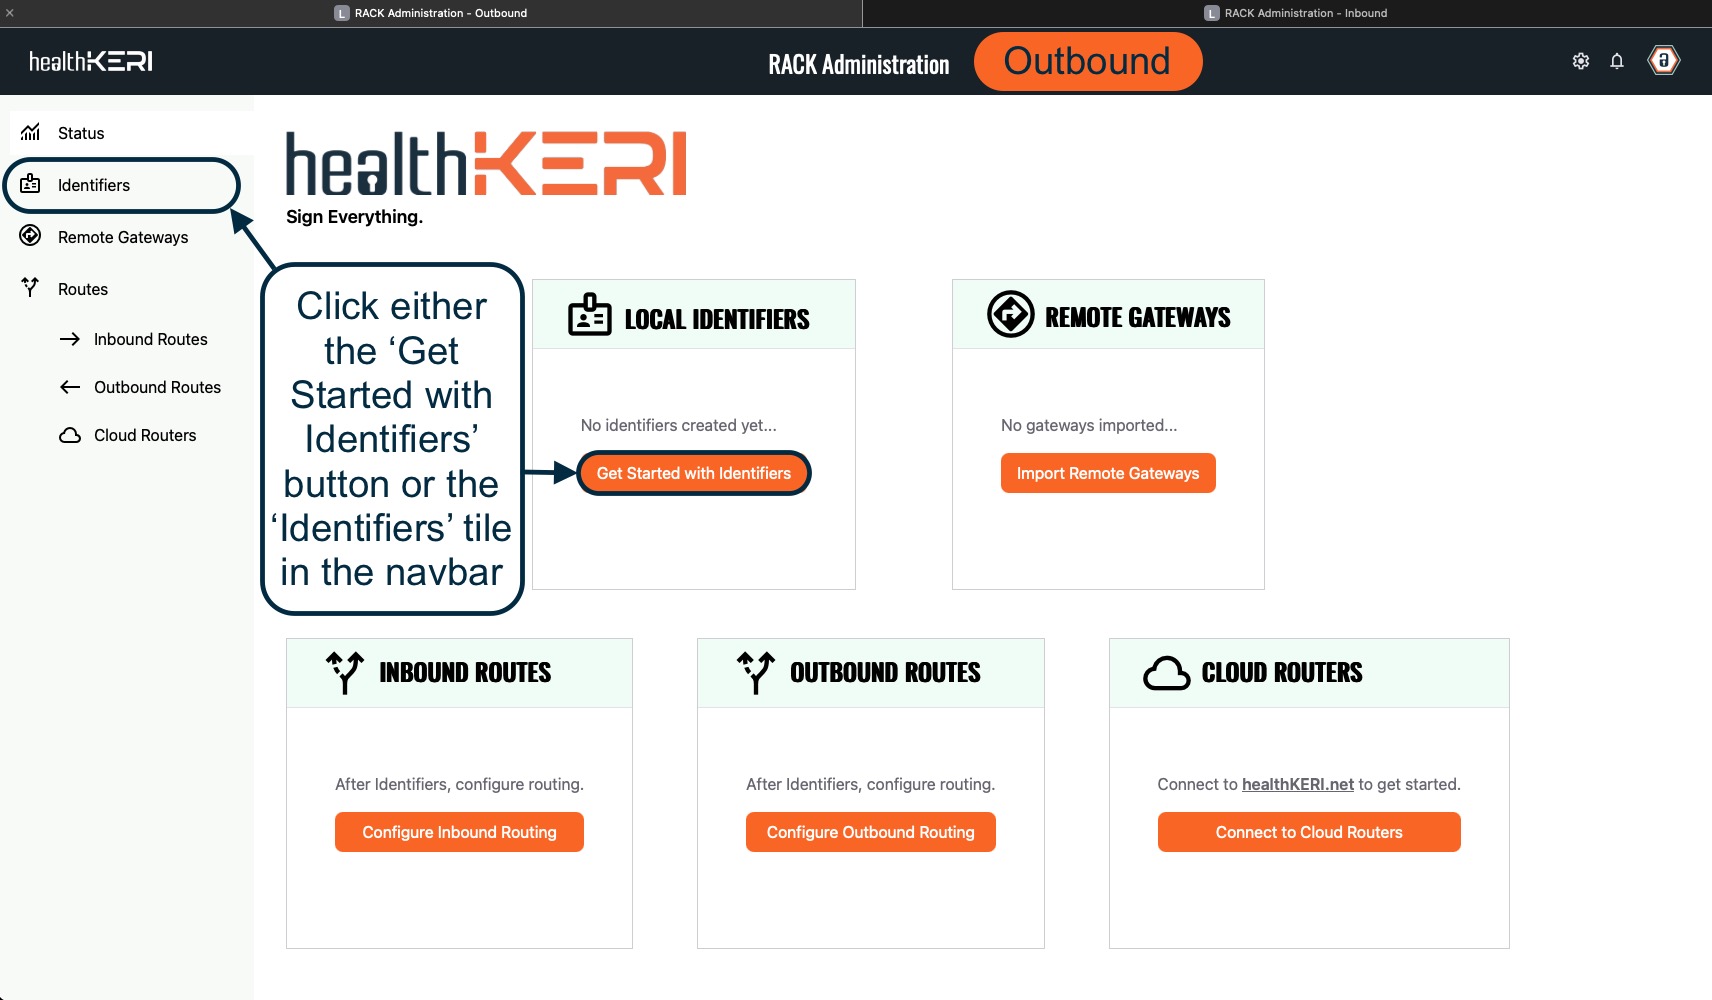 L RACK Administration - Outbound
L RACK Administration - Inbound
healthKERI
RACK Administration
Outbound
Status
Identifiers
Remote Gateways
Routes
Inbound Routes
Outbound Routes
Cloud Routers
healthKERI
Sign Everything.
Click either
the ‘Get
Started with
Identifiers’
button or the
‘Identifiers’ tile
in the navbar
LOCAL IDENTIFIERS
No identifiers created yet...
Get Started with Identifiers
REMOTE GATEWAYS
No gateways imported...
Import Remote Gateways
INBOUND ROUTES
After Identifiers, configure routing.
Configure Inbound Routing
OUTBOUND ROUTES
After Identifiers, configure routing.
Configure Outbound Routing
CLOUD ROUTERS
Connect to healthKERI.net to get started.
Connect to Cloud Routers